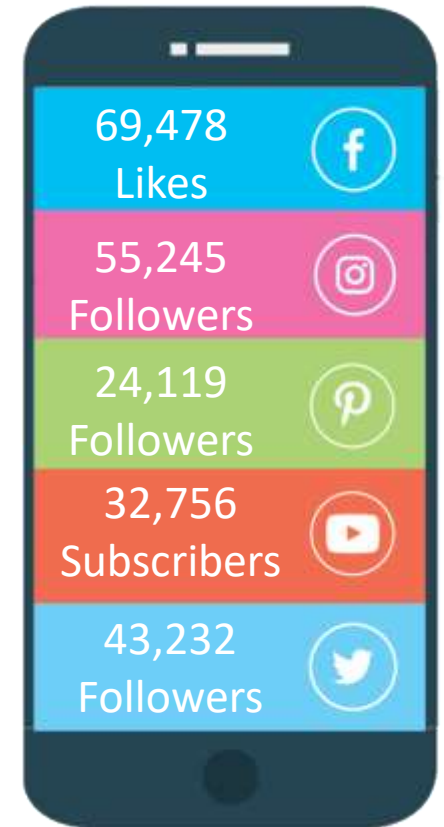 69,478
Likes
55,245
Followers
24,119
Followers
32,756
Subscribers
43,232
Followers